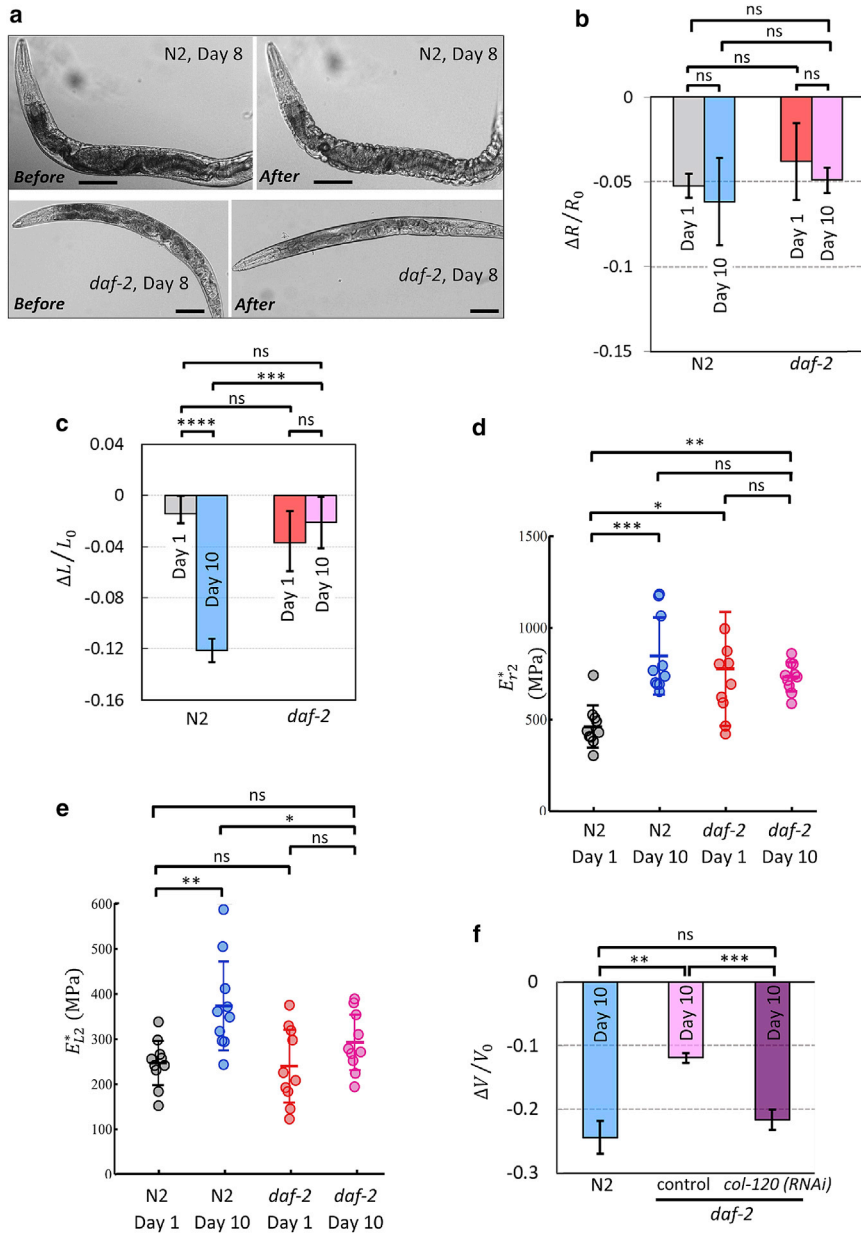 a
N2, Day 8
Before
N2, Day 8
After
daf-2, Day 8
Before
daf-2, Day 8
After
b
ns
ns
ns
ns
ns
ΔR/R₀
0
-0.05
-0.1
-0.15
Day 1
Day 10
Day 1
Day 10
N2
daf-2
c
ns
***
ns
****
ns
ΔL/L₀
0.04
0
-0.04
-0.08
-0.12
-0.16
Day 1
Day 10
Day 1
Day 10
N2
daf-2
d
**
ns
ns
*
***
E*r2
(MPa)
1500
1000
500
0
N2 N2 daf-2 daf-2
Day 1 Day 10 Day 1 Day 10
e
ns
*
ns
ns
**
E*L2 (MPa)
600
500
400
300
200
100
0
N2 N2 daf-2 daf-2
Day 1 Day 10 Day 1 Day 10
f
ns
** ***
ΔV/V₀
0
-0.1
-0.2
-0.3
Day 10
Day 10
Day 10
N2 control col-120 (RNAi)
daf-2